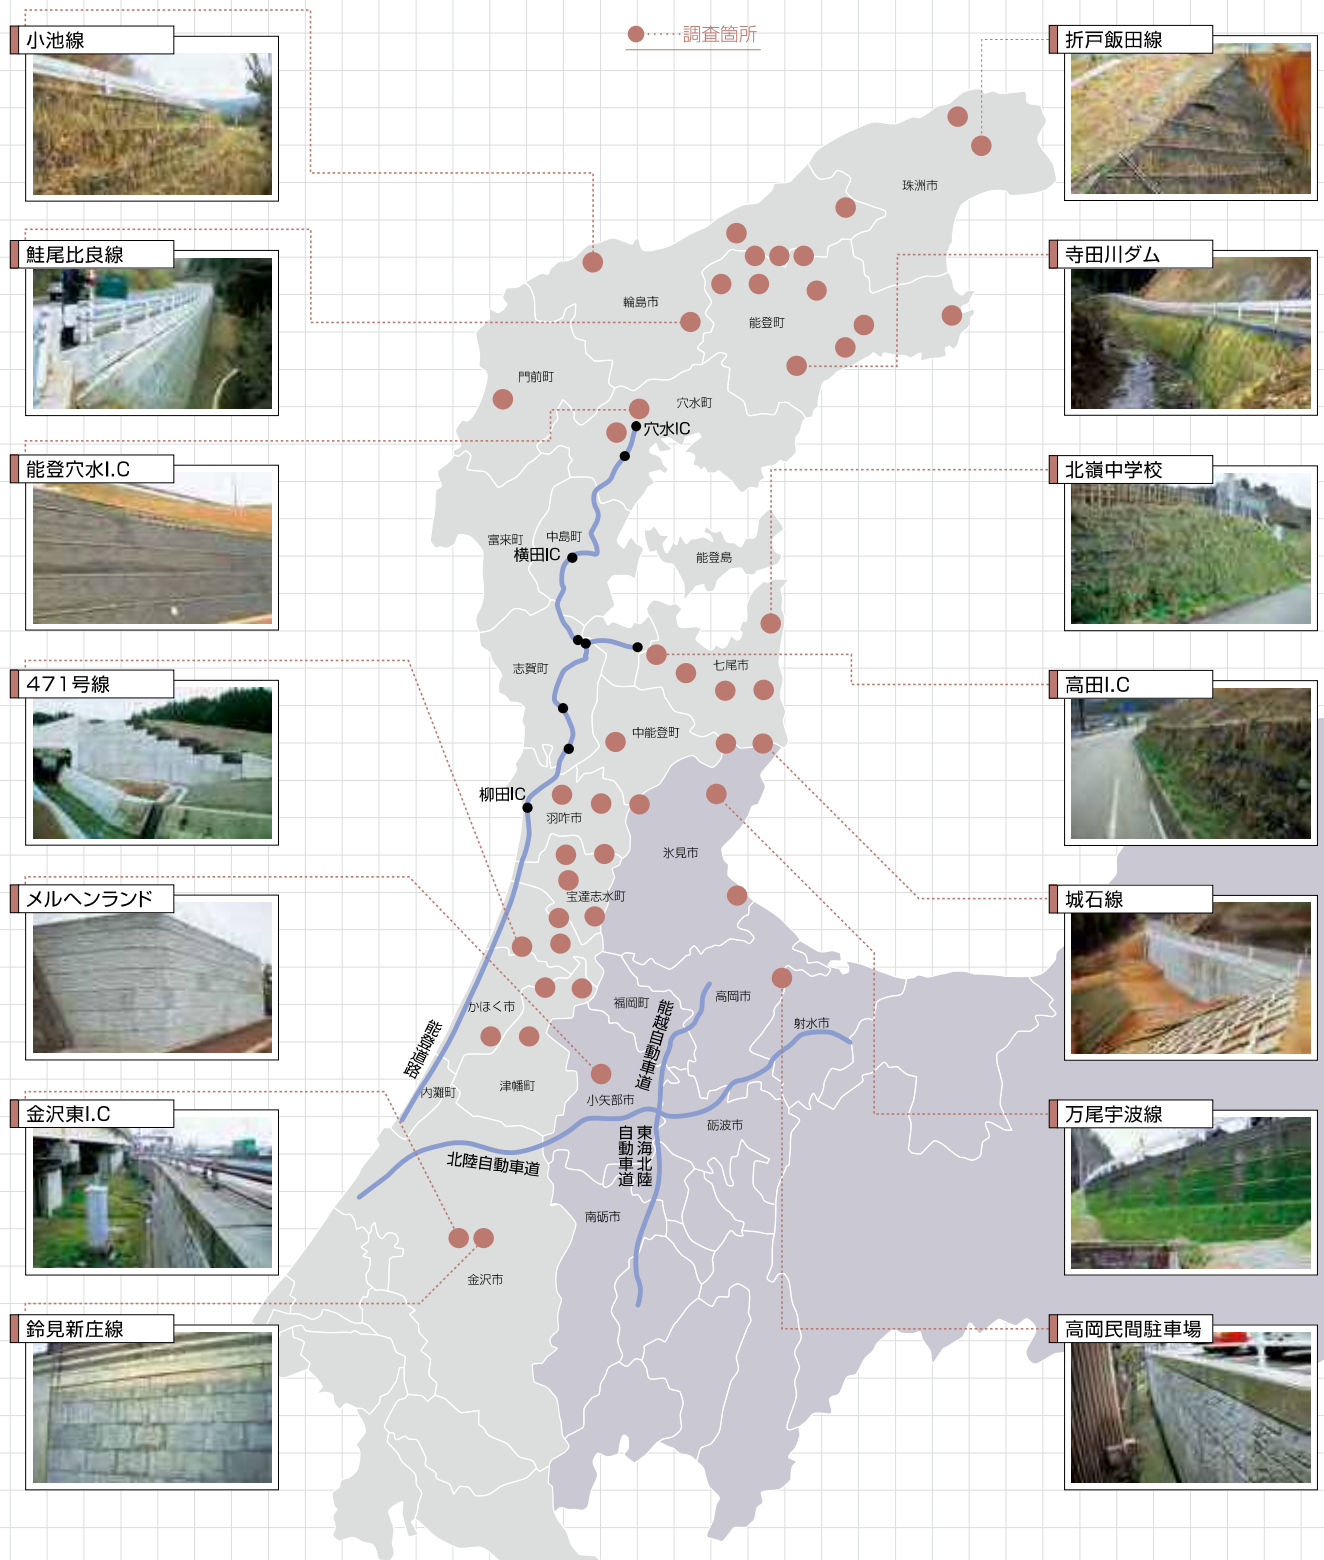 調査箇所
小池線
鮭尾比良線
能登穴水I.C
471号線
メルヘンランド
金沢東I.C
鈴見新庄線
折戸飯田線
寺田川ダム
北嶺中学校
高田I.C
城石線
万尾宇波線
高岡民間駐車場
珠洲市
輪島市
能登町
門前町
穴水町
穴水IC
富来町
中島町
横田IC
能登島
志賀町
七尾市
中能登町
柳田IC
羽咋市
氷見市
宝達志水町
かほく市
福岡町
高岡市
射水市
能登道路
能越自動車道
内灘町
津幡町
小矢部市
砺波市
東海北陸
自動車道
北陸自動車道
南砺市
金沢市